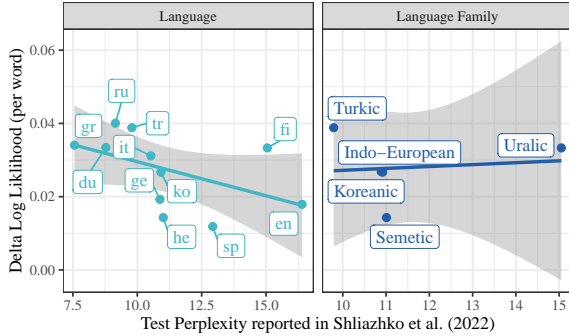 Language
Language Family
Delta Log Liklihood (per word)
0.06
0.04
0.02
0.00
ru
gr
tr
it
fi
du
ge
ko
he
sp
en
Turkic
Indo−European
Uralic
Koreanic
Semetic
7.5
10.0
12.5
15.0
10
11
12
13
14
15
Test Perplexity reported in Shliazhko et al. (2022)